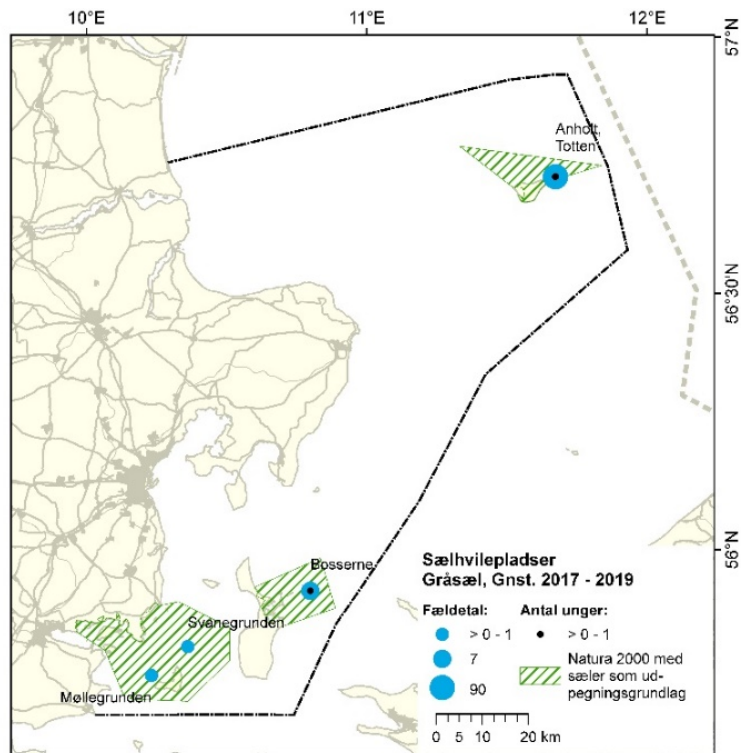 10°E 11°E 12°E
57°N
Anholt,
Totten
56°30'N
56°N
Bosserne
Svanegrunden
Møllegrunden
Sælhvilepladser
Gråsæl, Gnst. 2017 - 2019
Fældetal: Antal unger:
> 0 - 1 > 0 - 1
7 Natura 2000 med
sæler som ud-
90 pegningsgrundlag
0 5 10 20 km